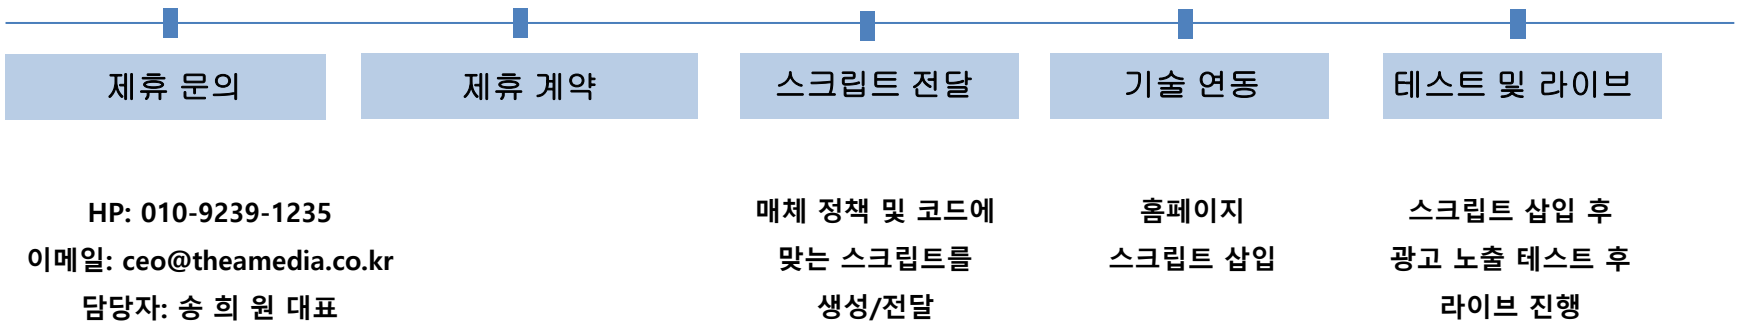 제휴 문의
제휴 계약
스크립트 전달
기술 연동
테스트 및 라이브
HP: 010-9239-1235
이메일: ceo@theamedia.co.kr
담당자: 송 희 원 대표
매체 정책 및 코드에
맞는 스크립트를
생성/전달
홈페이지
스크립트 삽입
스크립트 삽입 후
광고 노출 테스트 후
라이브 진행